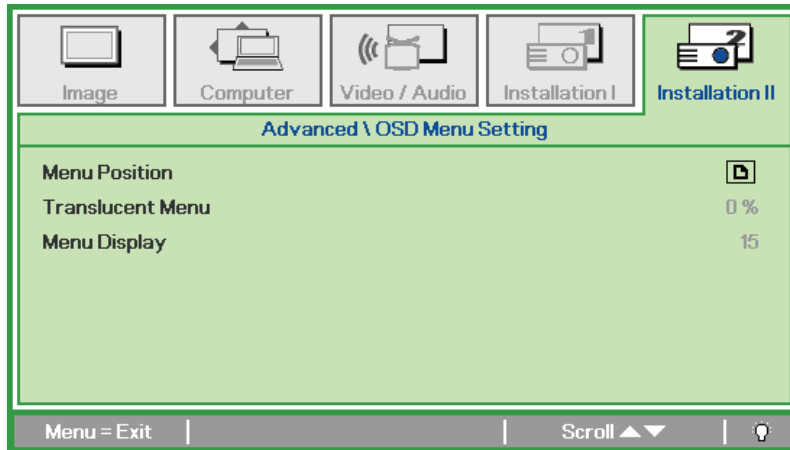 Image
Computer
Video / Audio
Installation I
Installation II
Advanced \ OSD Menu Setting
Menu Position
Translucent Menu
0 %
Menu Display
15
Menu = Exit
Scroll ▲▼